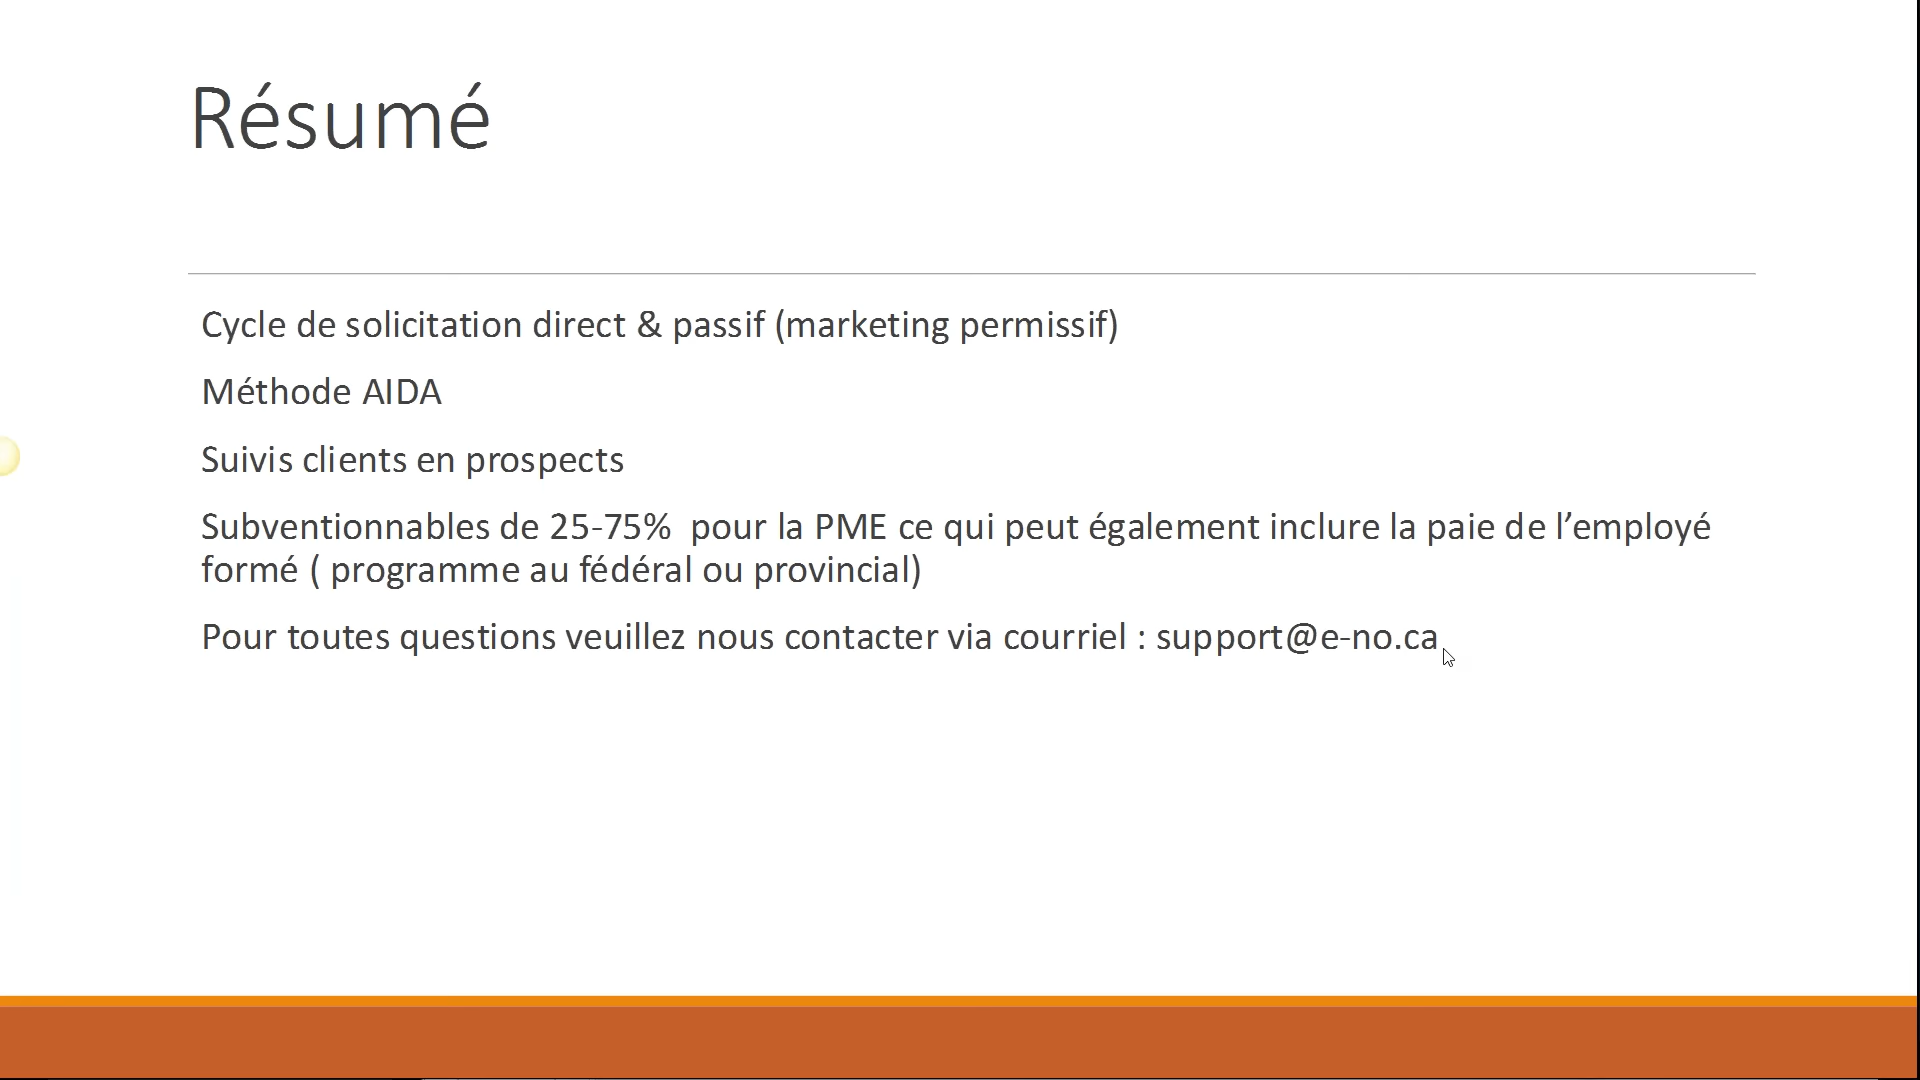 Résumé
Cycle de solicitation direct & passif (marketing permissif)
Méthode AIDA
Suivis clients en prospects
Subventionnables de 25-75%  pour la PME ce qui peut également inclure la paie de l’employé
formé ( programme au fédéral ou provincial)
Pour toutes questions veuillez nous contacter via courriel : support@e-no.ca